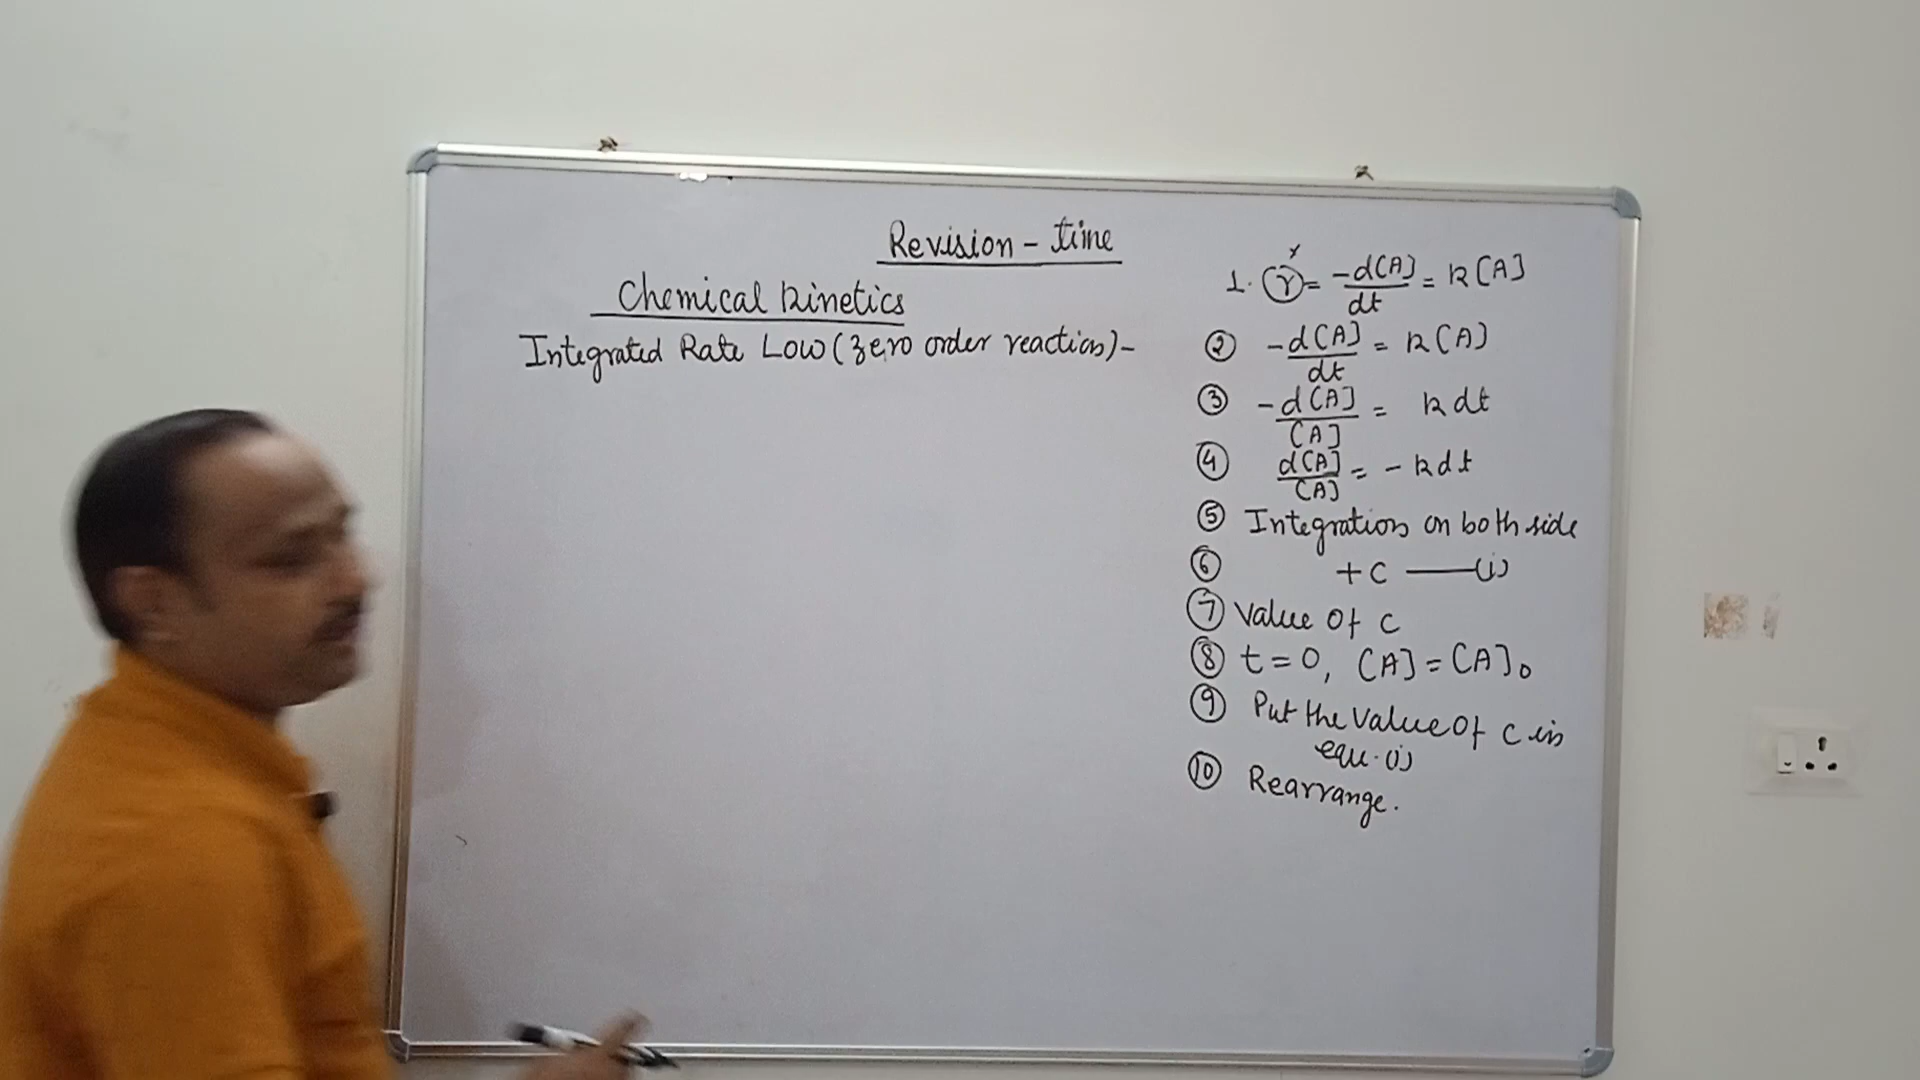 Revision - time
Chemical Kinetics
Integrated Rate Low (Zero order reaction)-
1. r = -d[A]/dt = k[A]
② -d[A]/dt = k[A]
③ -d[A]/[A] = k dt
④ d[A]/[A] = - k dt
⑤ Integration on both side
⑥ + C —(i)
⑦ Value Of C
⑧ t = 0, [A] = [A]₀
⑨ Put the Value Of C in
equ. (i)
⑩ Rearrange.